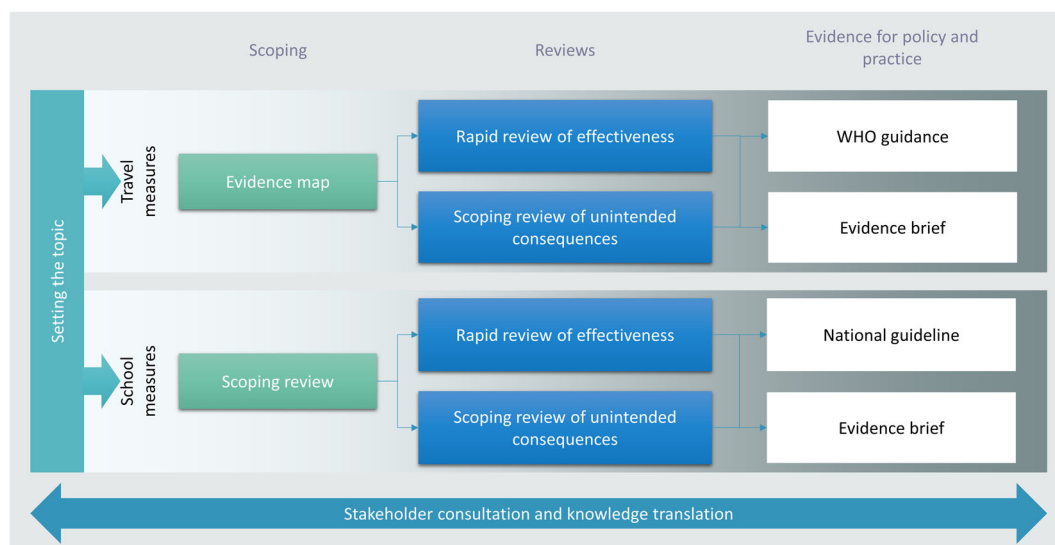 Scoping
Reviews
Evidence for policy and
practice
Setting the topic
Travel
measures
Evidence map
Rapid review of effectiveness
Scoping review of unintended
consequences
WHO guidance
Evidence brief
School
measures
Scoping review
Rapid review of effectiveness
Scoping review of unintended
consequences
National guideline
Evidence brief
Stakeholder consultation and knowledge translation